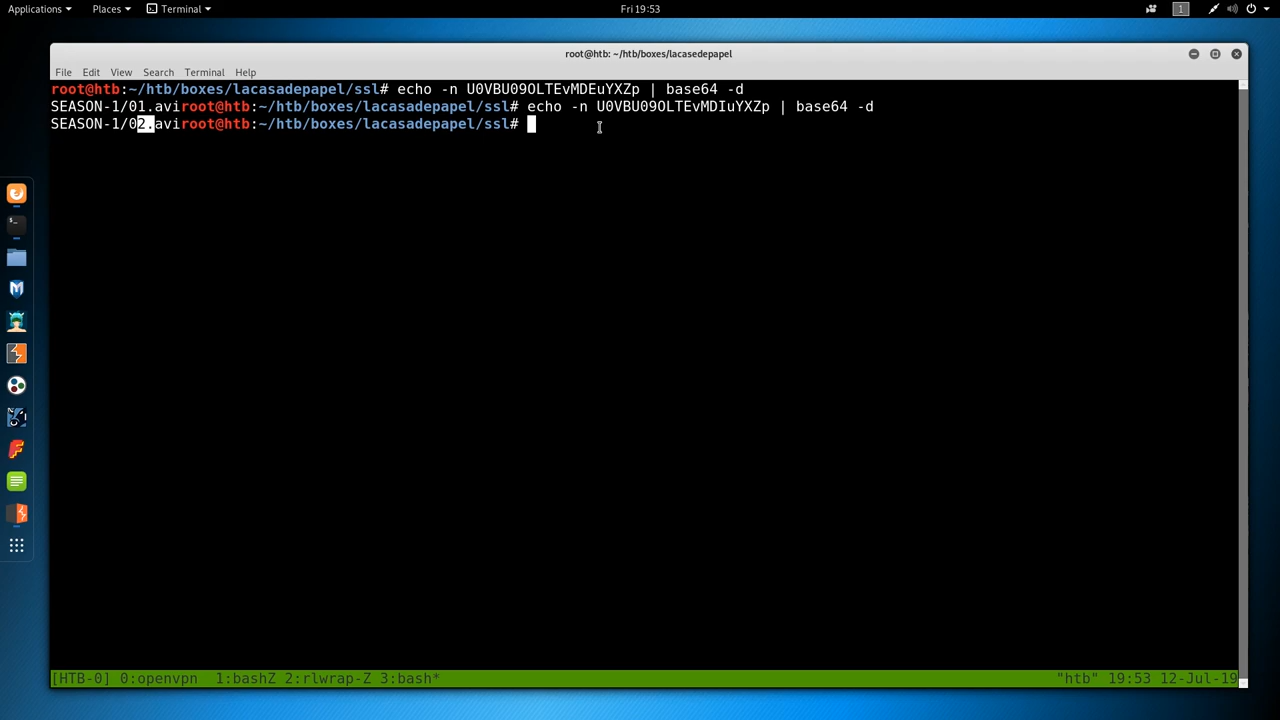 Applications Places Terminal Fri 19:53 1
root@htb: ~/htb/boxes/lacasedepapel
File Edit View Search Terminal Help
root@htb:~/htb/boxes/lacasadepapel/ssl# echo -n U0VBU09OLTEvMDEuYXZp | base64 -d
SEASON-1/01.aviroot@htb:~/htb/boxes/lacasadepapel/ssl# echo -n U0VBU09OLTEvMDIuYXZp | base64 -d
SEASON-1/02.aviroot@htb:~/htb/boxes/lacasadepapel/ssl#
[HTB-0] 0:openvpn 1:bashZ 2:rlwrap-Z 3:bash* "htb" 19:53 12-Jul-19